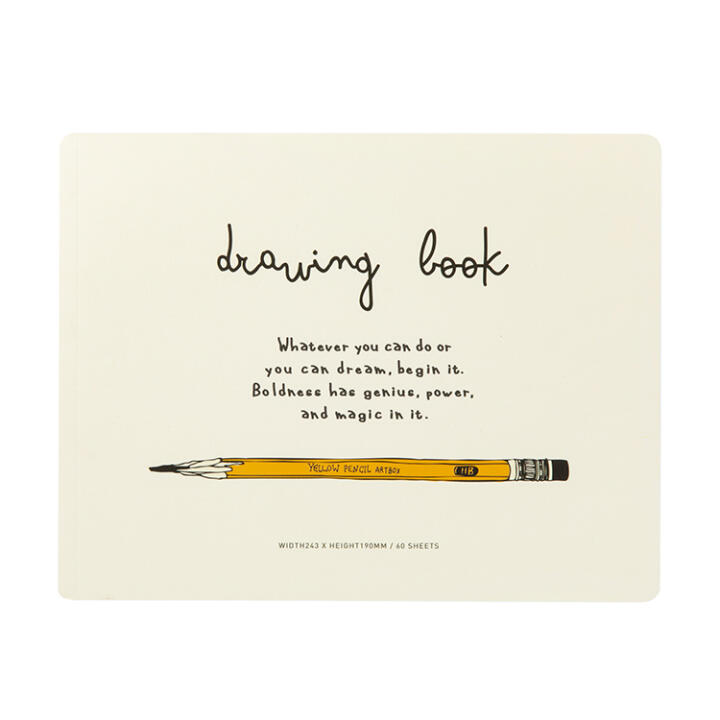 drawing book
Whatever you can do or
you can dream, begin it.
Boldness has genius, power,
and magic in it.
YELLOW PENCIL ARTBOX
HB
WIDTH243 X HEIGHT190MM / 60 SHEETS